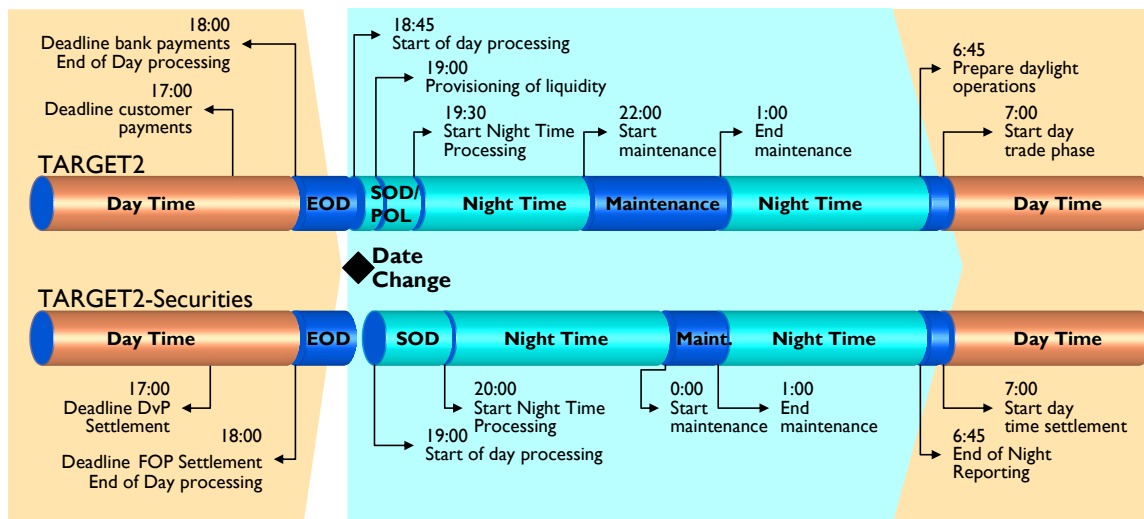 18:00
Deadline bank payments
End of Day processing
17:00
Deadline customer
payments
18:45
Start of day processing
19:00
Provisioning of liquidity
19:30
Start Night Time
Processing
22:00
Start
maintenance
1:00
End
maintenance
6:45
Prepare daylight
operations
7:00
Start day
trade phase
TARGET2
Day Time
EOD
SOD/
POL
Night Time
Maintenance
Night Time
Day Time
Date
Change
TARGET2-Securities
Day Time
EOD
SOD
Night Time
Maint.
Night Time
Day Time
17:00
Deadline DvP
Settlement
18:00
Deadline FOP Settlement
End of Day processing
20:00
Start Night Time
Processing
19:00
Start of day processing
0:00
Start
maintenance
1:00
End
maintenance
7:00
Start day
time settlement
6:45
End of Night
Reporting